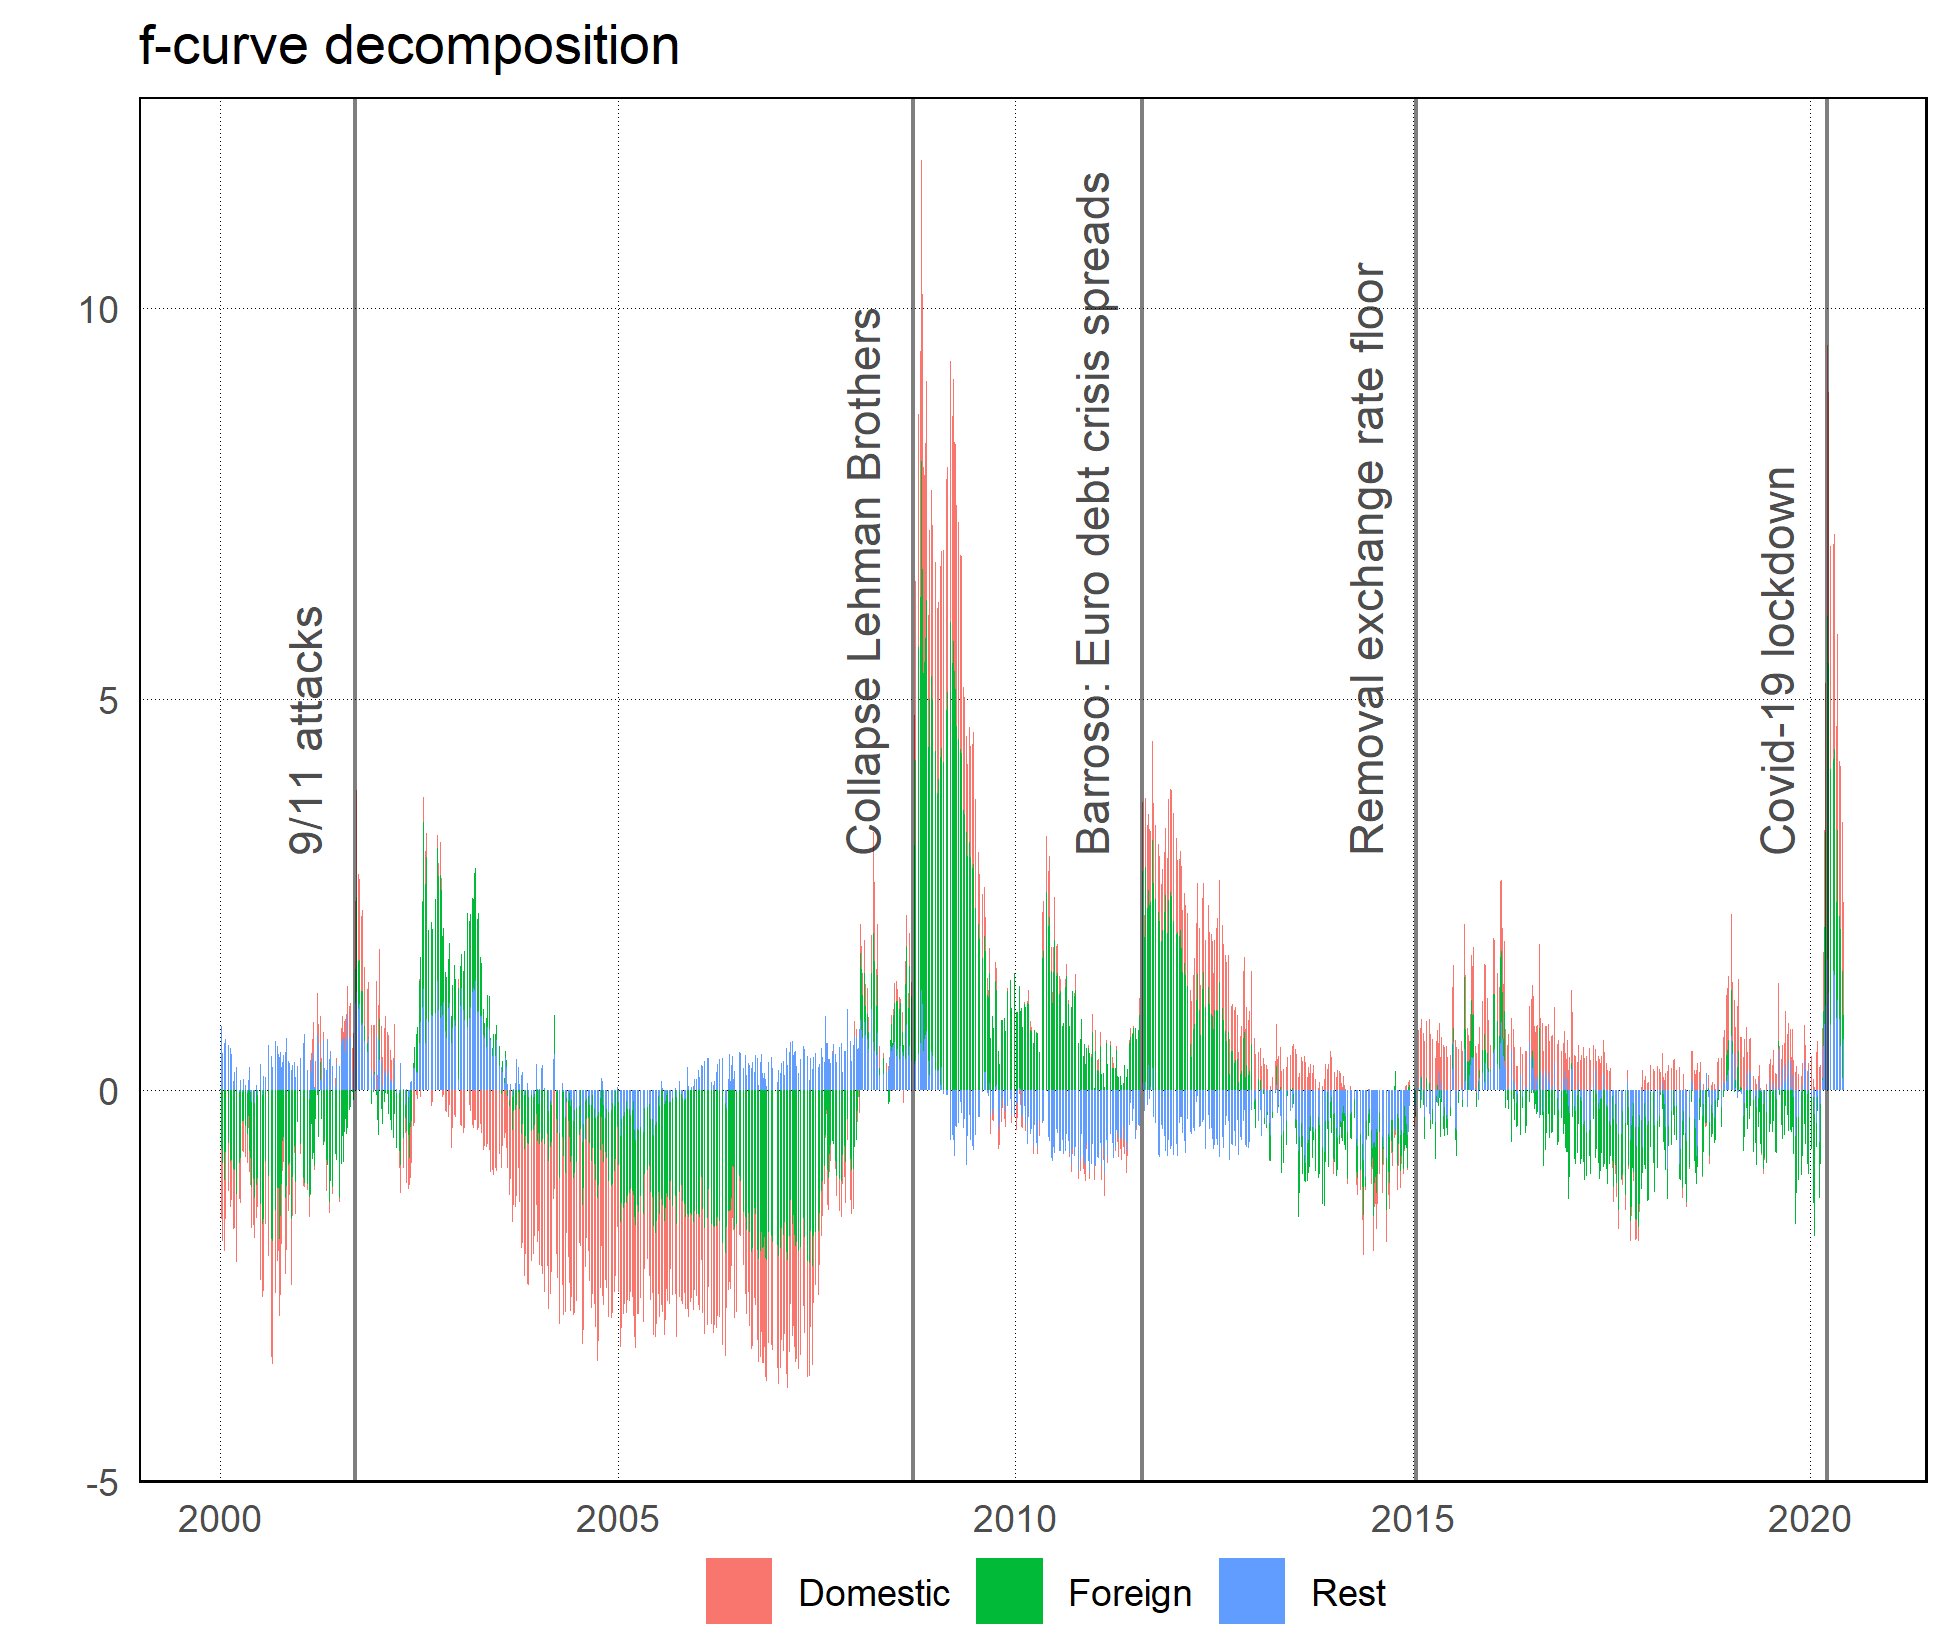 f-curve decomposition
10
5
0
-5
9/11 attacks
Collapse Lehman Brothers
Barroso: Euro debt crisis spreads
Removal exchange rate floor
Covid-19 lockdown
2000 2005 2010 2015 2020
Domestic Foreign Rest